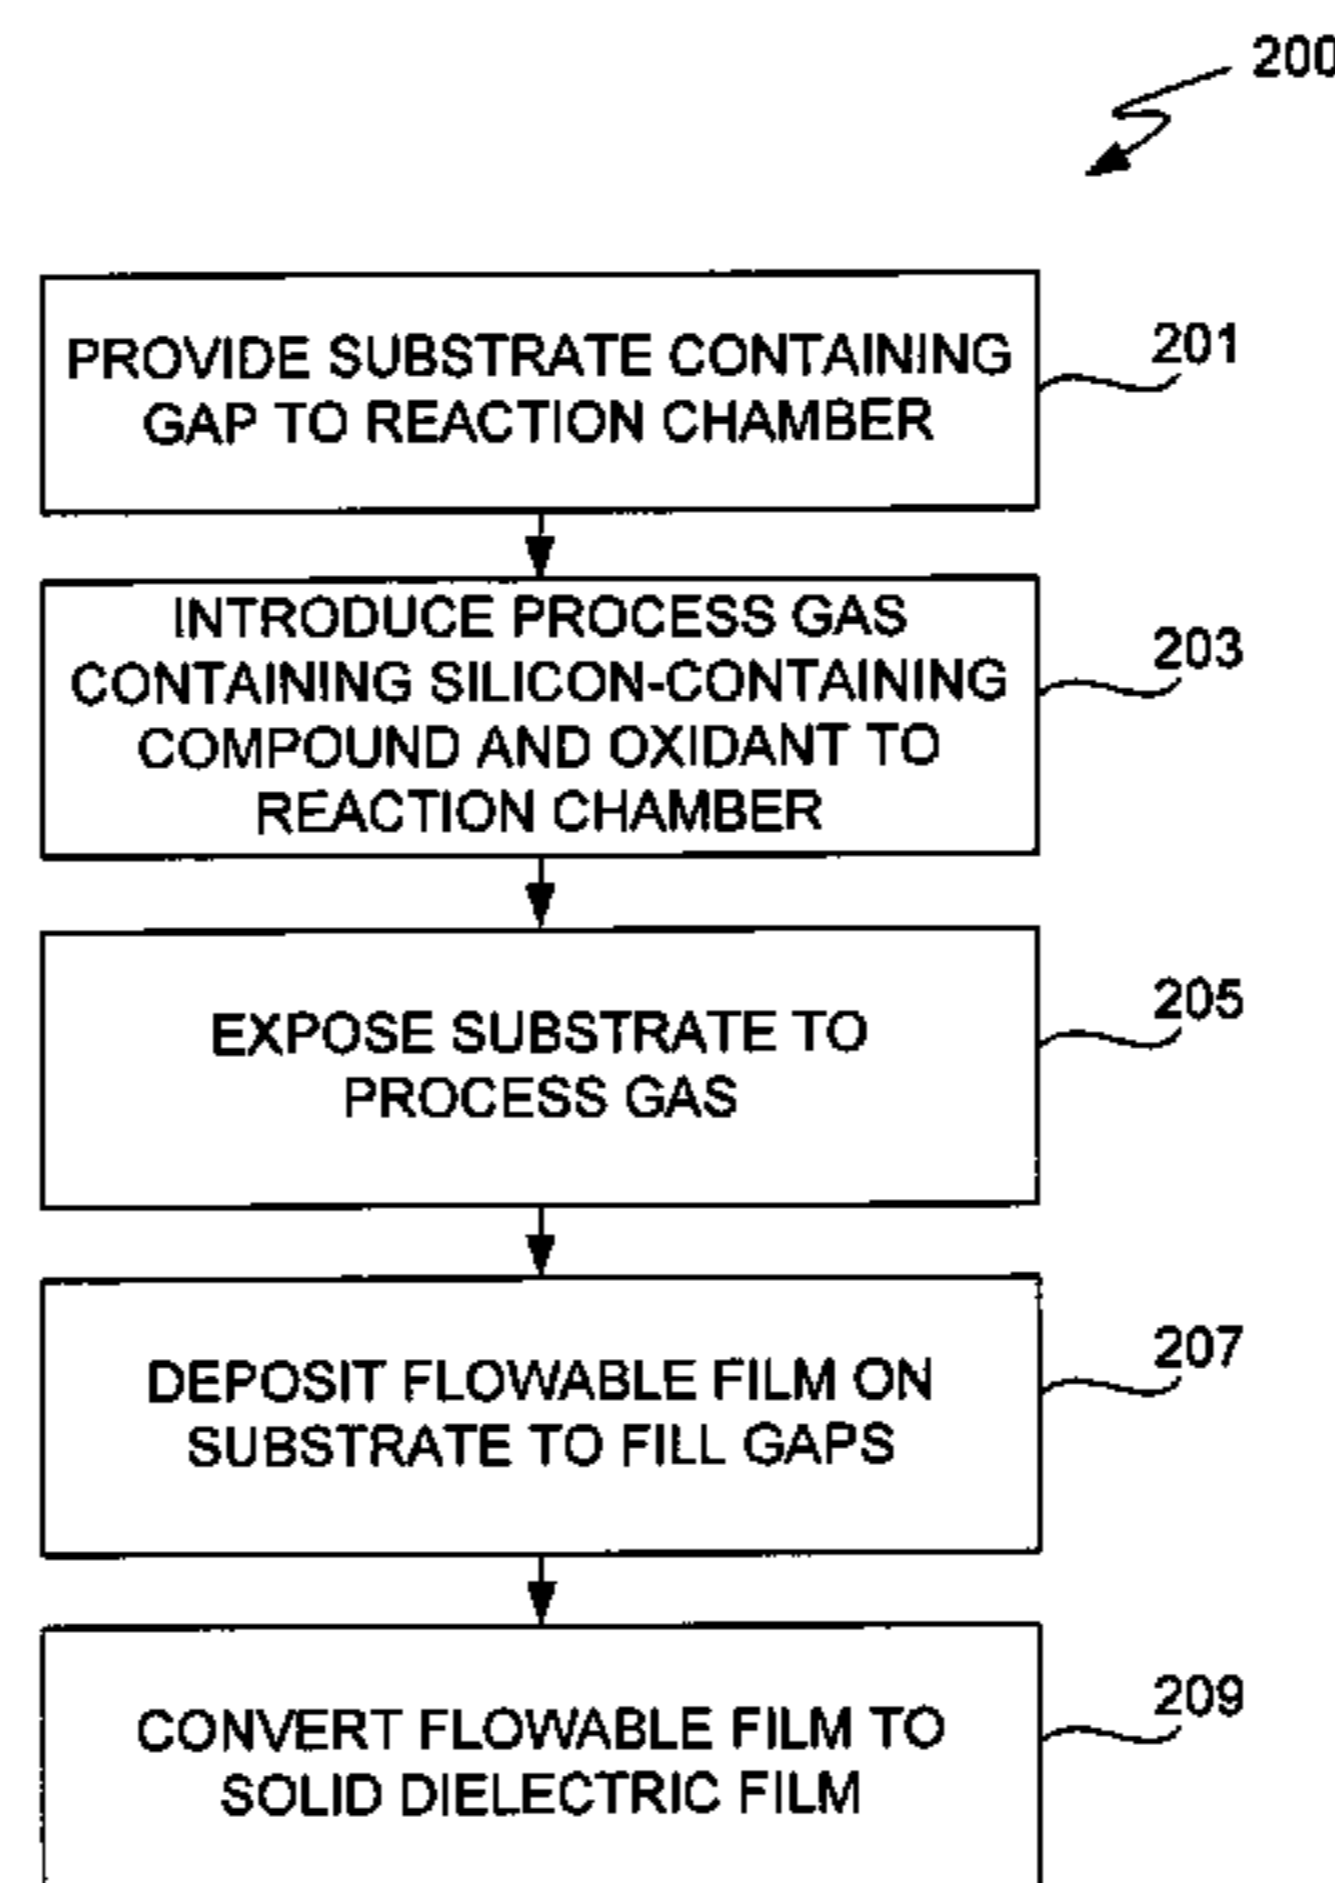 200
PROVIDE SUBSTRATE CONTAINING
GAP TO REACTION CHAMBER
201
INTRODUCE PROCESS GAS
CONTAINING SILICON-CONTAINING
COMPOUND AND OXIDANT TO
REACTION CHAMBER
203
EXPOSE SUBSTRATE TO
PROCESS GAS
205
DEPOSIT FLOWABLE FILM ON
SUBSTRATE TO FILL GAPS
207
CONVERT FLOWABLE FILM TO
SOLID DIELECTRIC FILM
209